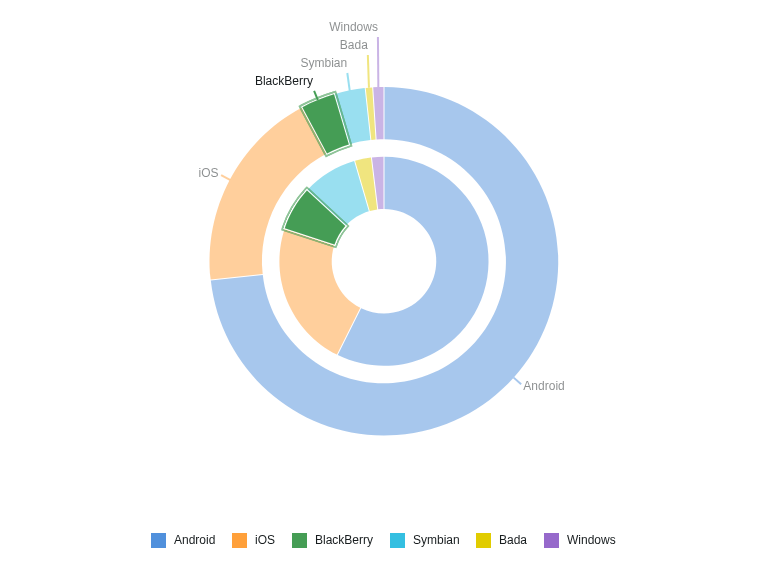 Windows
Bada
Symbian
BlackBerry
iOS
Android
Android iOS BlackBerry Symbian Bada Windows